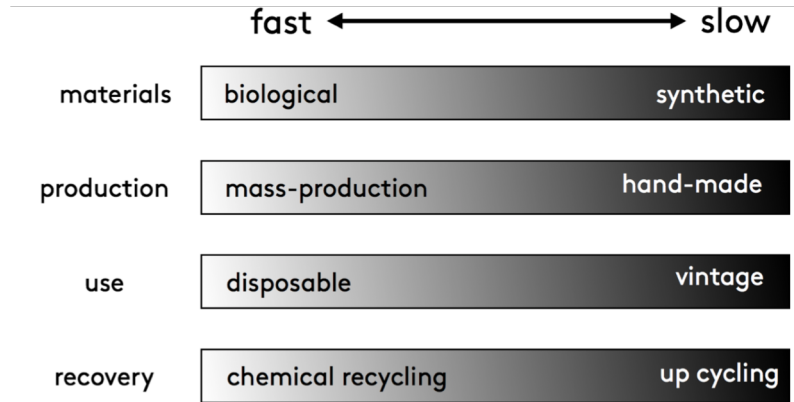 fast slow
materials biological synthetic
production mass-production hand-made
use disposable vintage
recovery chemical recycling up cycling